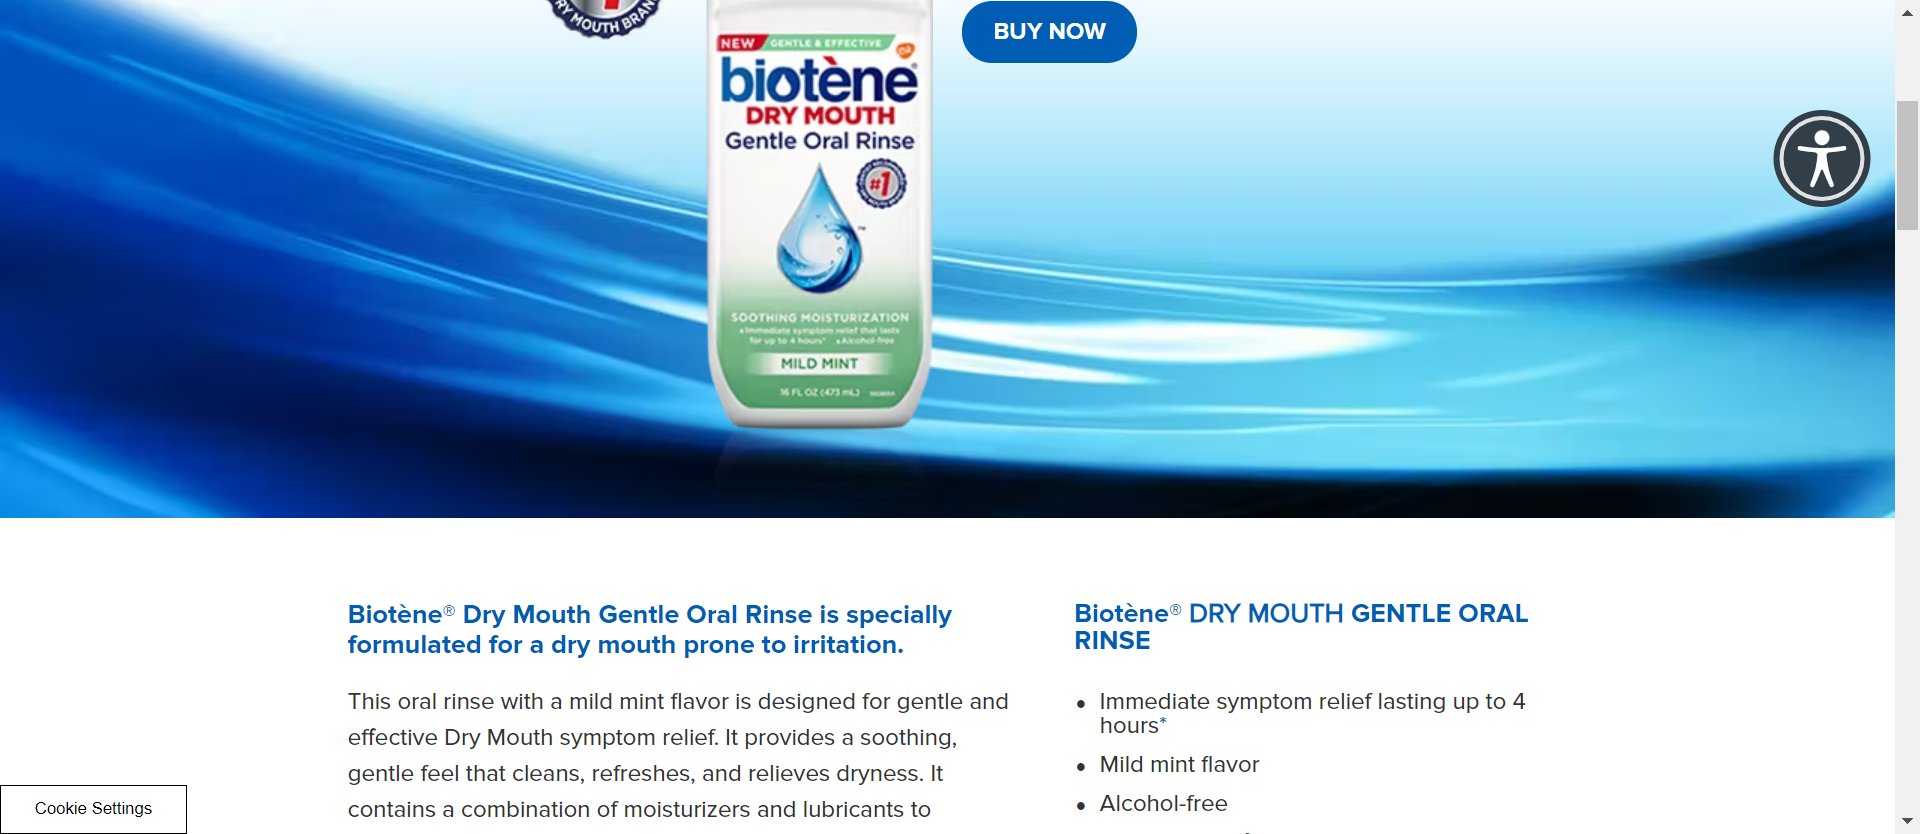 DRY MOUTH BRAND
BUY NOW
NEW GENTLE & EFFECTIVE
gsk
biotène®
DRY MOUTH
Gentle Oral Rinse
#1
™
SOOTHING MOISTURIZATION
• Immediate symptom relief that lasts
for up to 4 hours* • Alcohol-free
MILD MINT
16 FL OZ (473 mL)
Biotène® Dry Mouth Gentle Oral Rinse is specially
formulated for a dry mouth prone to irritation.
This oral rinse with a mild mint flavor is designed for gentle and
effective Dry Mouth symptom relief. It provides a soothing,
gentle feel that cleans, refreshes, and relieves dryness. It
contains a combination of moisturizers and lubricants to
Biotène® DRY MOUTH GENTLE ORAL
RINSE
• Immediate symptom relief lasting up to 4
hours*
• Mild mint flavor
• Alcohol-free
Cookie Settings